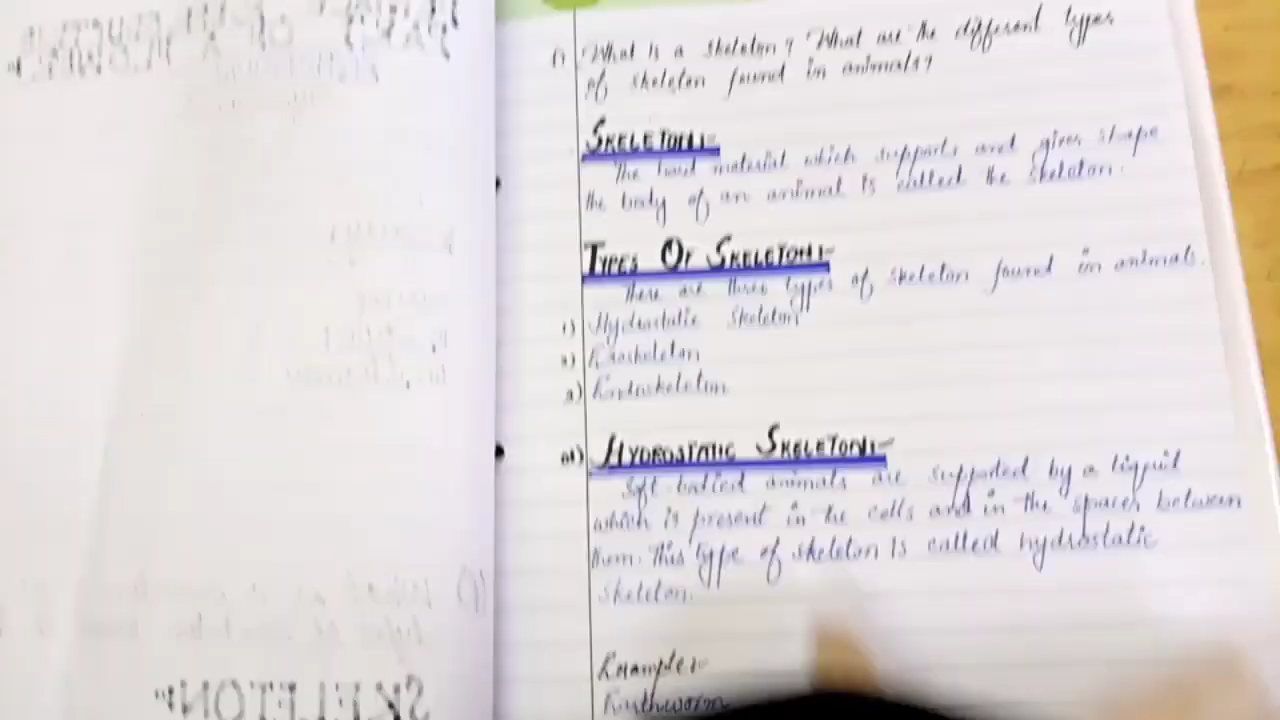 1) What is a skeleton? What are the different types
of skeleton found in animals?
SKELETON:-
The hard material which supports and gives shape
the body of an animal is called the skeleton.
TYPES OF SKELETON:-
There are three types of skeleton found in animals.
1) Hydrostatic skeleton
2) Exoskeleton
3) Endoskeleton
HYDROSTATIC SKELETON:-
Soft bodied animals are supported by a liquid
which is present in the cells and in the spaces between
them. This type of skeleton is called hydrostatic
skeleton.
Example:-
Earthworm
SKELETON:-